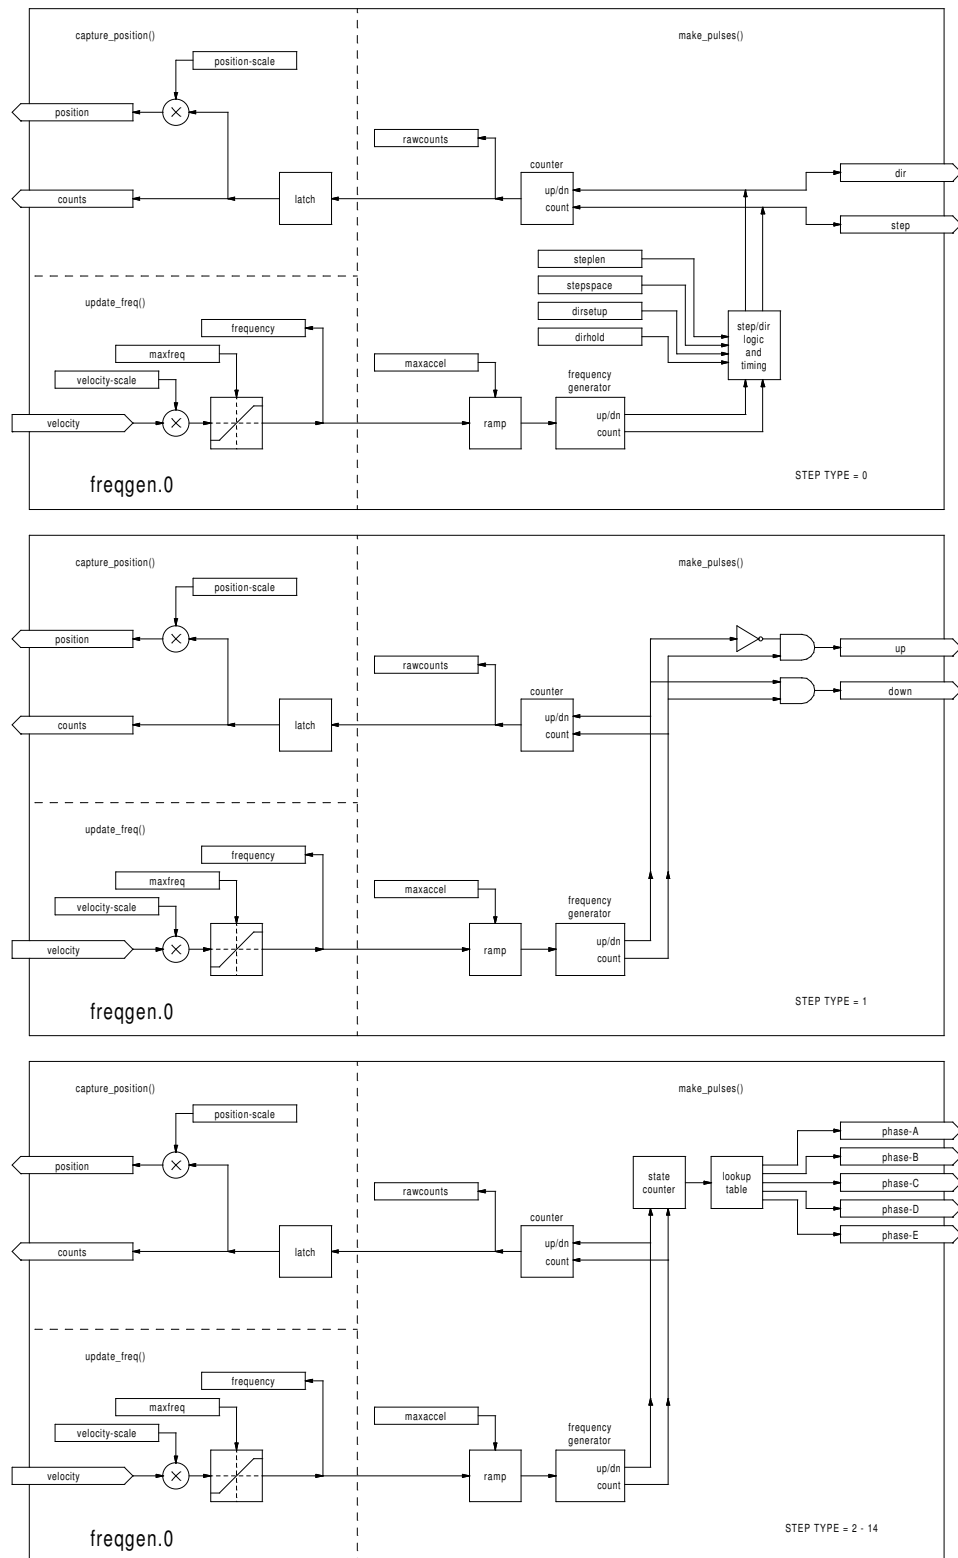 capture_position()
make_pulses()
position-scale
position
rawcounts
counter
dir
up/dn
counts
latch
count
step
steplen
stepspace
update_freq()
dirsetup
frequency
step/dir
logic
and
timing
dirhold
maxfreq
maxaccel
velocity-scale
frequency
generator
velocity
ramp
up/dn
count
freqgen.0
STEP TYPE = 0
capture_position()
make_pulses()
position-scale
position
up
rawcounts
counter
down
up/dn
counts
latch
count
update_freq()
frequency
maxfreq
maxaccel
velocity-scale
frequency
generator
velocity
ramp
up/dn
count
freqgen.0
STEP TYPE = 1
capture_position()
make_pulses()
position-scale
phase-A
position
state
counter
lookup
table
phase-B
phase-C
rawcounts
phase-D
counter
phase-E
up/dn
counts
latch
count
update_freq()
frequency
maxfreq
maxaccel
velocity-scale
frequency
generator
velocity
ramp
up/dn
count
freqgen.0
STEP TYPE = 2 - 14